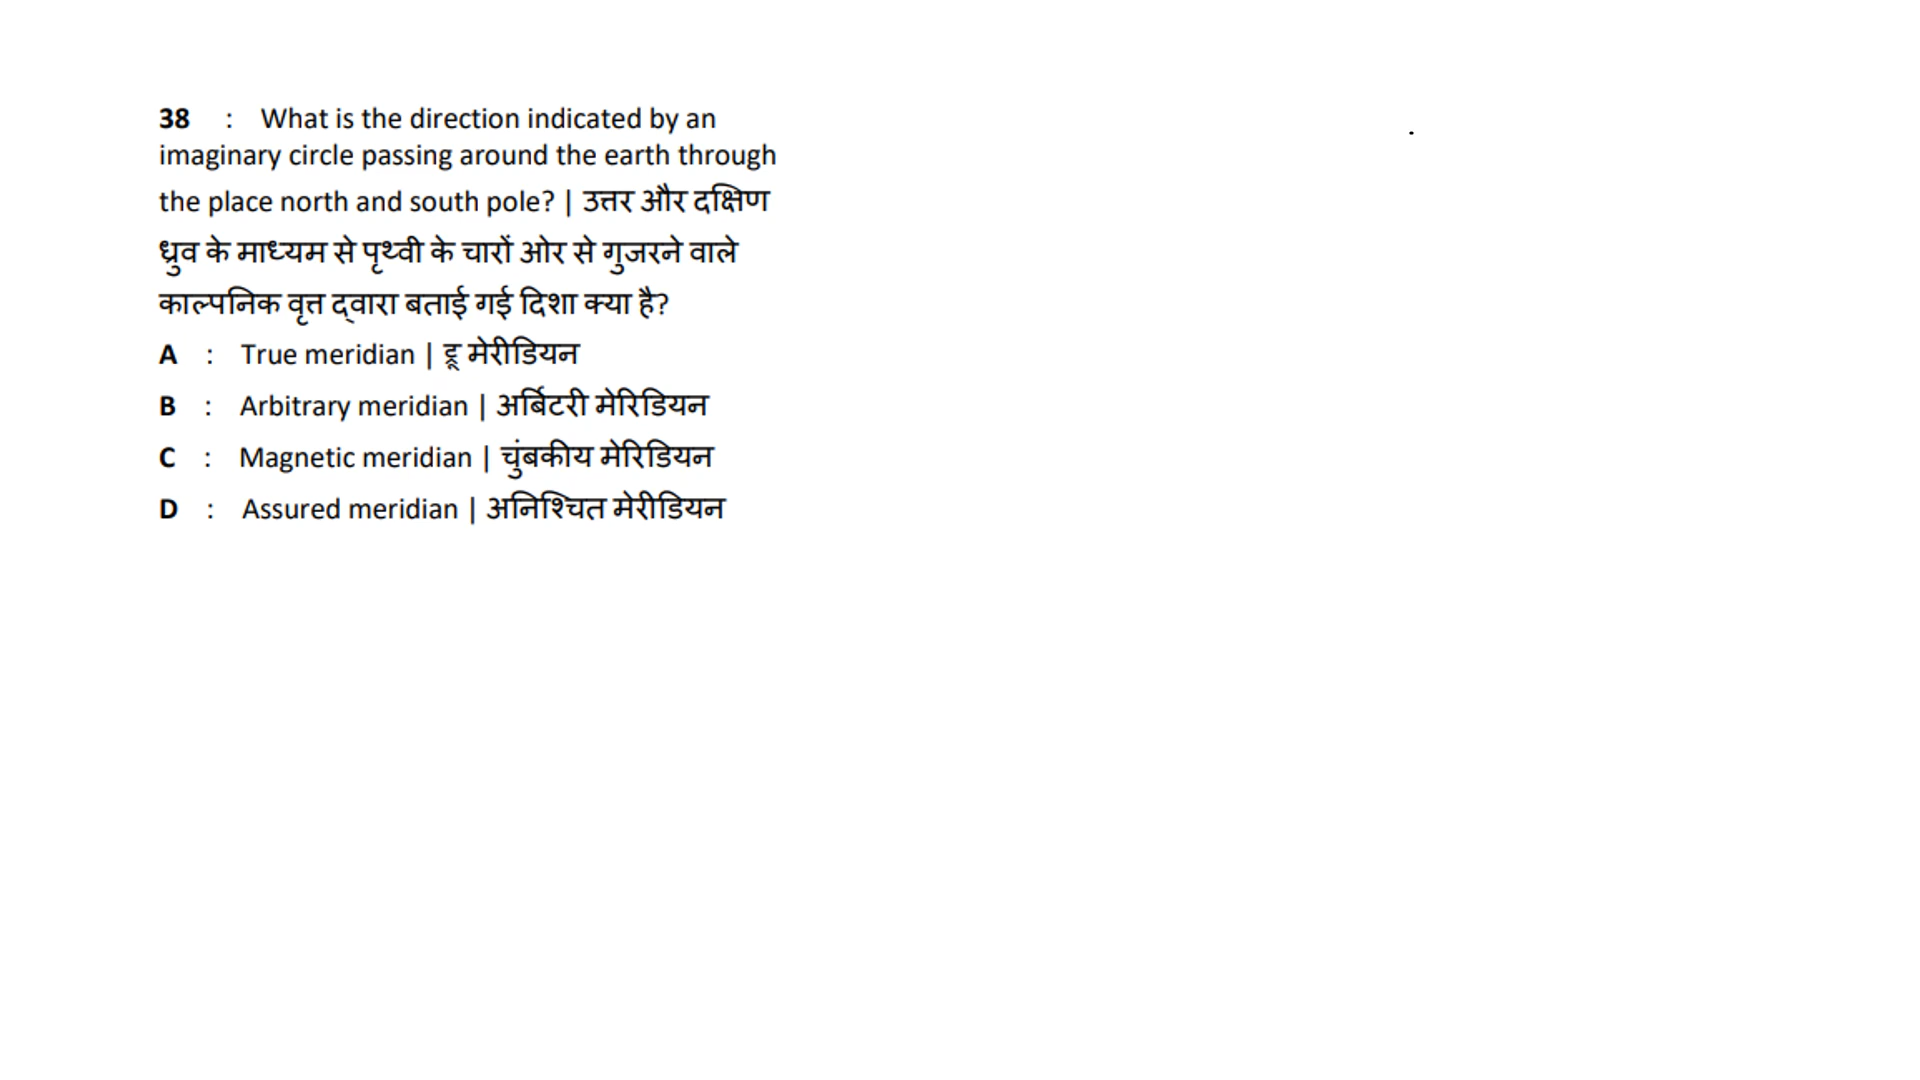 38 : What is the direction indicated by an
imaginary circle passing around the earth through
the place north and south pole? | उत्तर और दक्षिण
ध्रुव के माध्यम से पृथ्वी के चारों ओर से गुजरने वाले
काल्पनिक वृत्त द्वारा बताई गई दिशा क्या है?
A : True meridian | ट्रू मेरीडियन
B : Arbitrary meridian | अर्बिटरी मेरिडियन
C : Magnetic meridian | चुंबकीय मेरिडियन
D : Assured meridian | अनिश्चित मेरीडियन